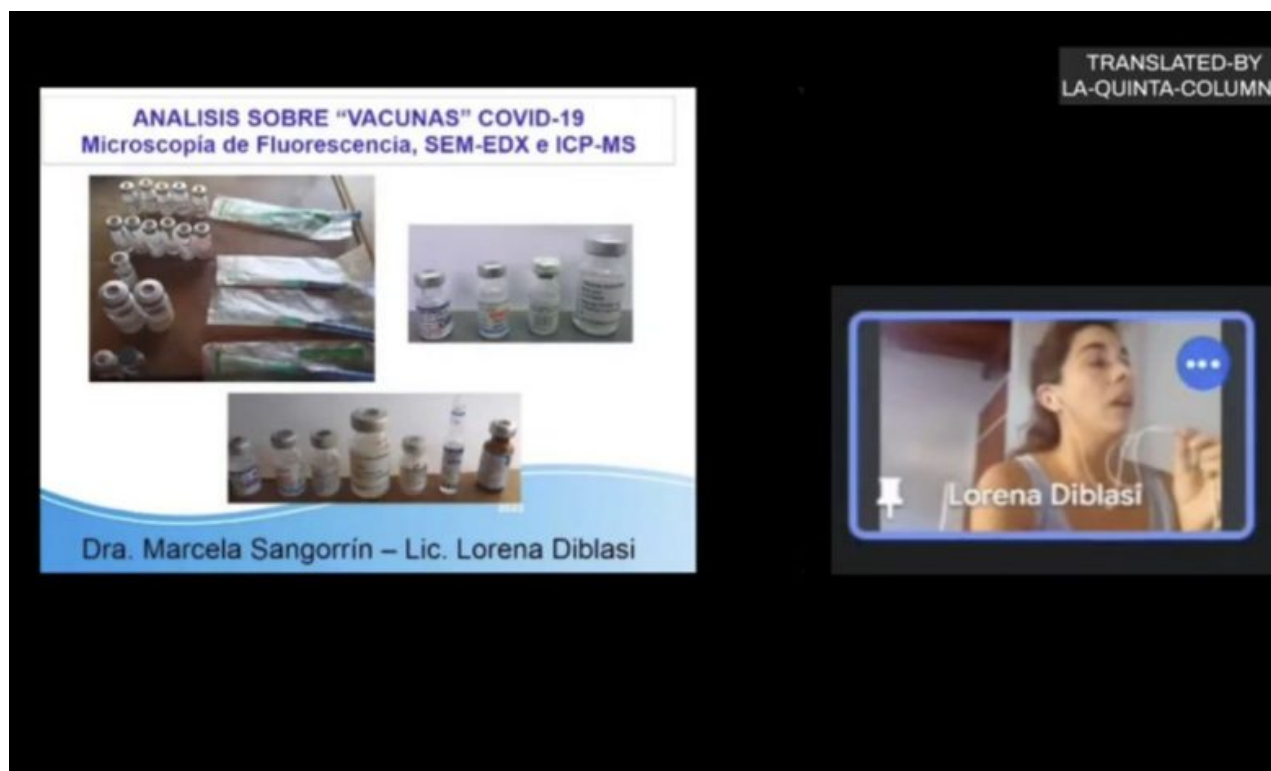 TRANSLATED-BY
LA-QUINTA-COLUMN
ANALISIS SOBRE “VACUNAS” COVID-19
Microscopía de Fluorescencia, SEM-EDX e ICP-MS
Dra. Marcela Sangorrín – Lic. Lorena Diblasi
Lorena Diblasi